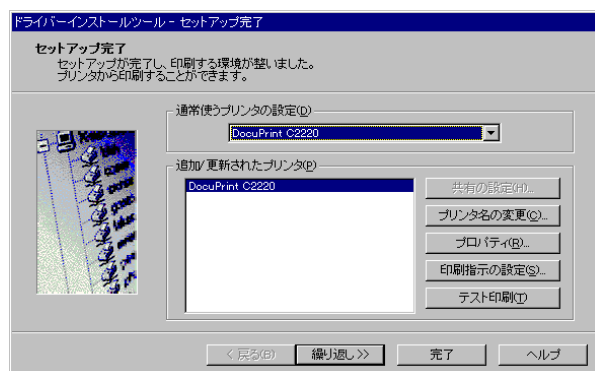 ドライバーインストールツール - セットアップ完了
セットアップ完了
セットアップが完了し、印刷する環境が整いました。
プリンタから印刷することができます。
通常使うプリンタの設定(D)
DocuPrint C2220
追加/更新されたプリンタ(P)
DocuPrint C2220
共有の設定(H)...
プリンタ名の変更(C)...
プロパティ(R)...
印刷指示の設定(S)...
テスト印刷(T)
< 戻る(B)
繰り返し >>
完了
ヘルプ